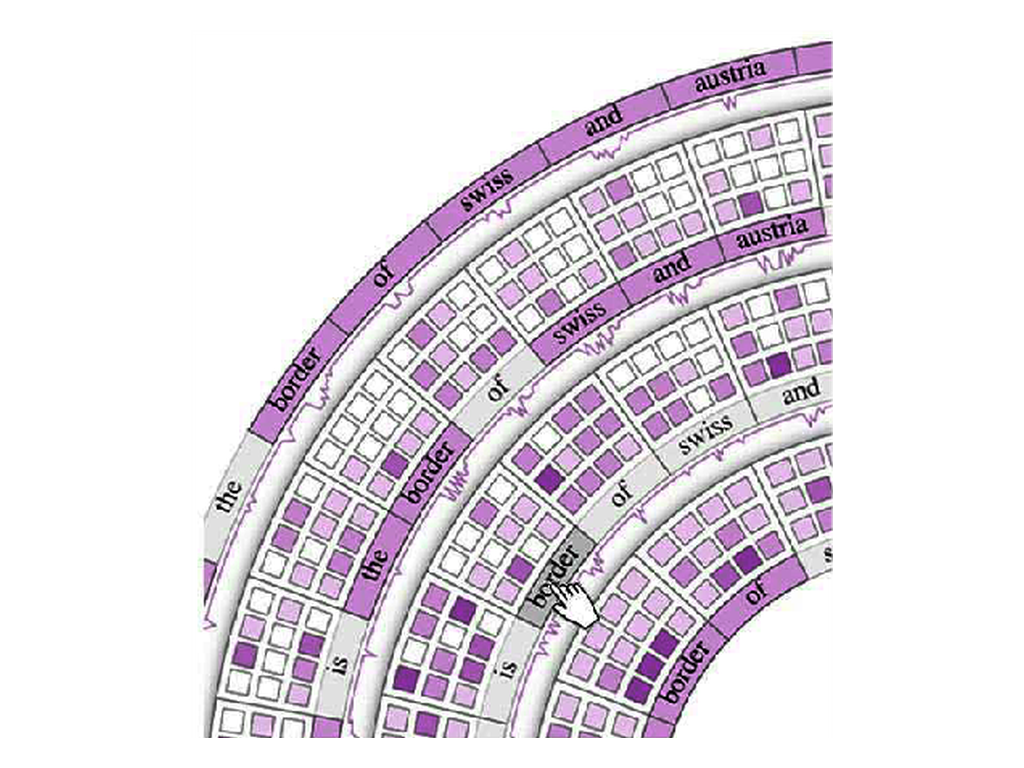 the border of swiss and austria
is the border of swiss and austria
is border of swiss and
border of